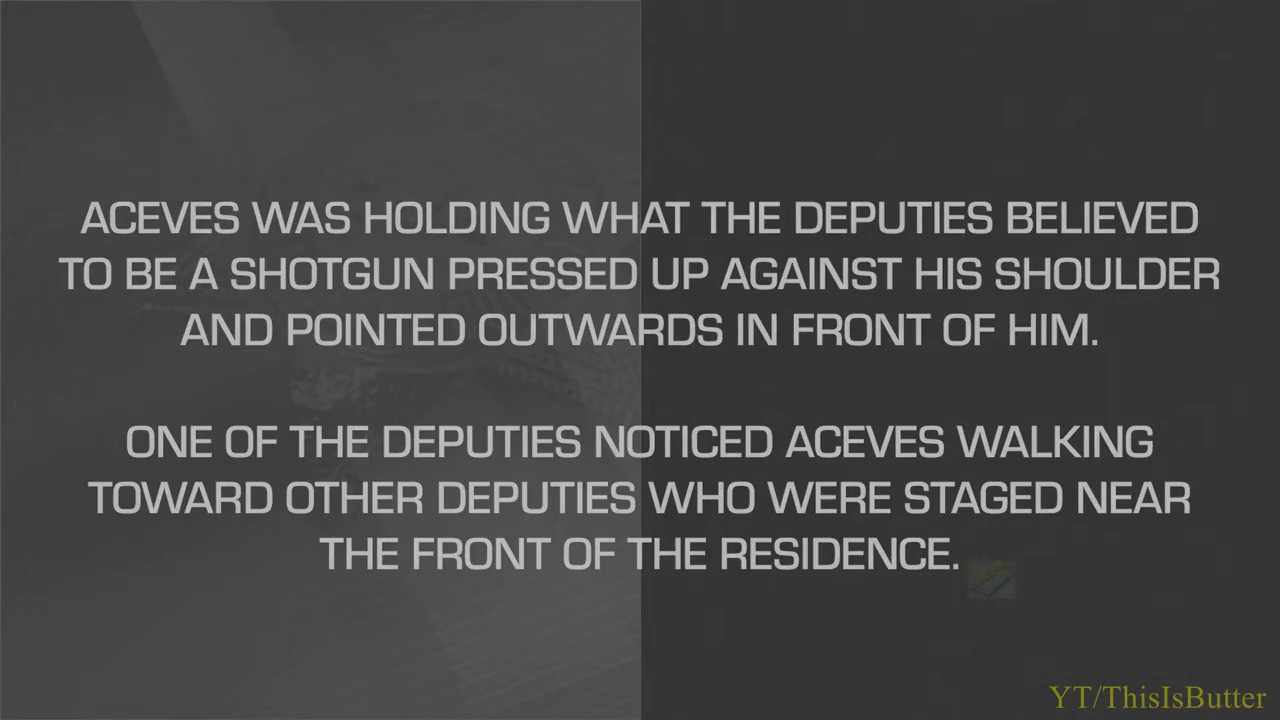 ACEVES WAS HOLDING WHAT THE DEPUTIES BELIEVED
TO BE A SHOTGUN PRESSED UP AGAINST HIS SHOULDER
AND POINTED OUTWARDS IN FRONT OF HIM.
ONE OF THE DEPUTIES NOTICED ACEVES WALKING
TOWARD OTHER DEPUTIES WHO WERE STAGED NEAR
THE FRONT OF THE RESIDENCE.
YT/ThisIsButter